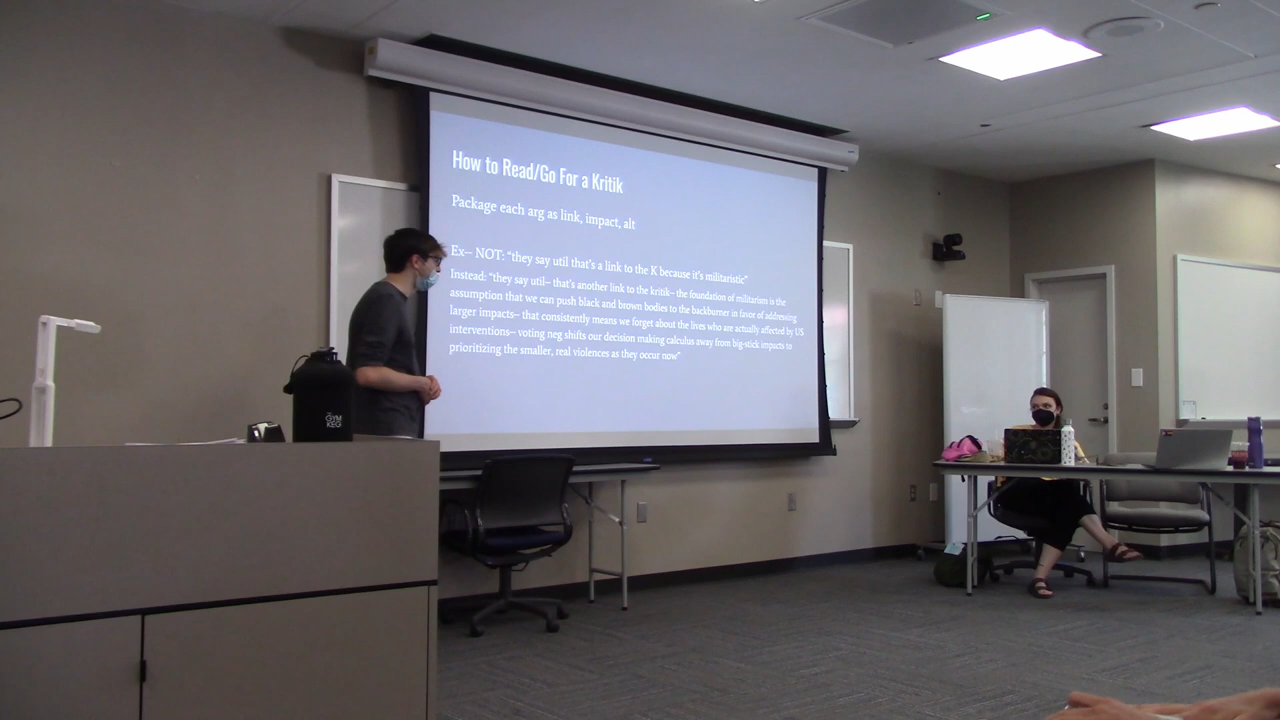 How to Read/Go For a Kritik
Package each arg as link, impact, alt
Ex-- NOT: “they say util that's a link to the K because it's militaristic”
Instead: “they say util-- that's another link to the kritik-- the foundation of militarism is the
assumption that we can push black and brown bodies to the backburner in favor of addressing
larger impacts-- that consistently means we forget about the lives who are actually affected by US
interventions-- voting neg shifts our decision making calculus away from big-stick impacts to
prioritizing the smaller, real violences as they occur now”
THE
GYM
KEG